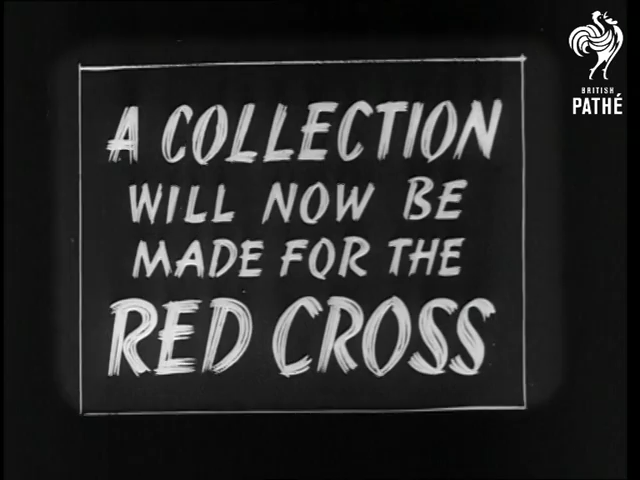 BRITISH
PATHÉ
A COLLECTION
WILL NOW BE
MADE FOR THE
RED CROSS